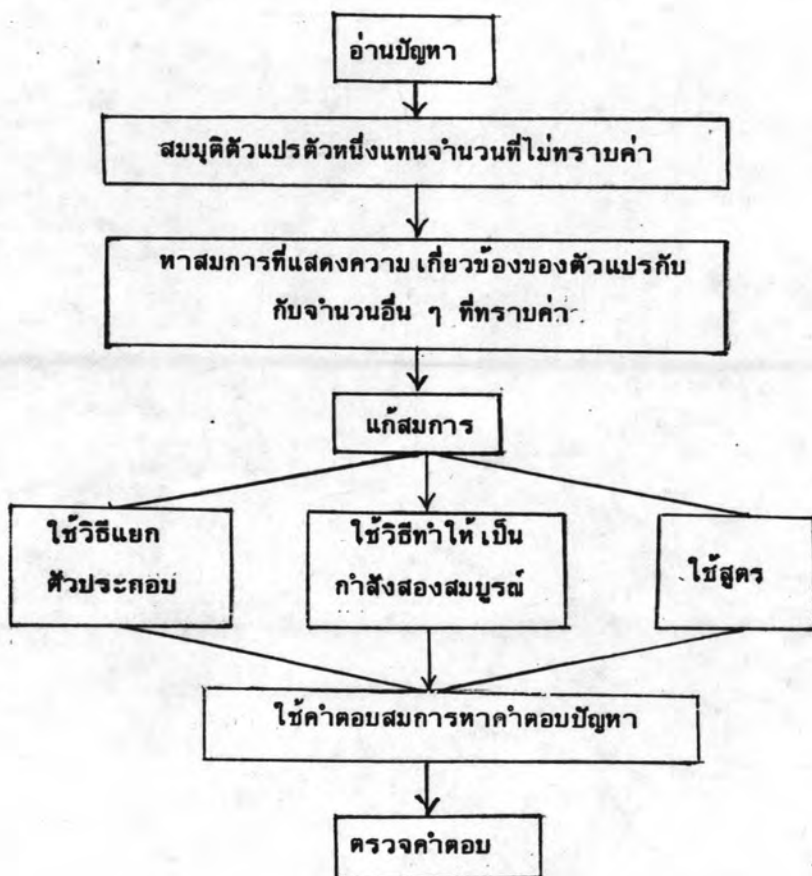 อ่านปัญหา
สมมุติตัวแปรตัวหนึ่งแทนจำนวนที่ไม่ทราบค่า
หาสมการที่แสดงความ เกี่ยวข้องของตัวแปรกับ
กับจำนวนอื่น ๆ ที่ทราบค่า
แก้สมการ
ใช้วิธีแยก
ตัวประกอบ
ใช้วิธีทำให้ เป็น
กำลังสองสมบูรณ์
ใช้สูตร
ใช้คำตอบสมการหาคำตอบปัญหา
ตรวจคำตอบ